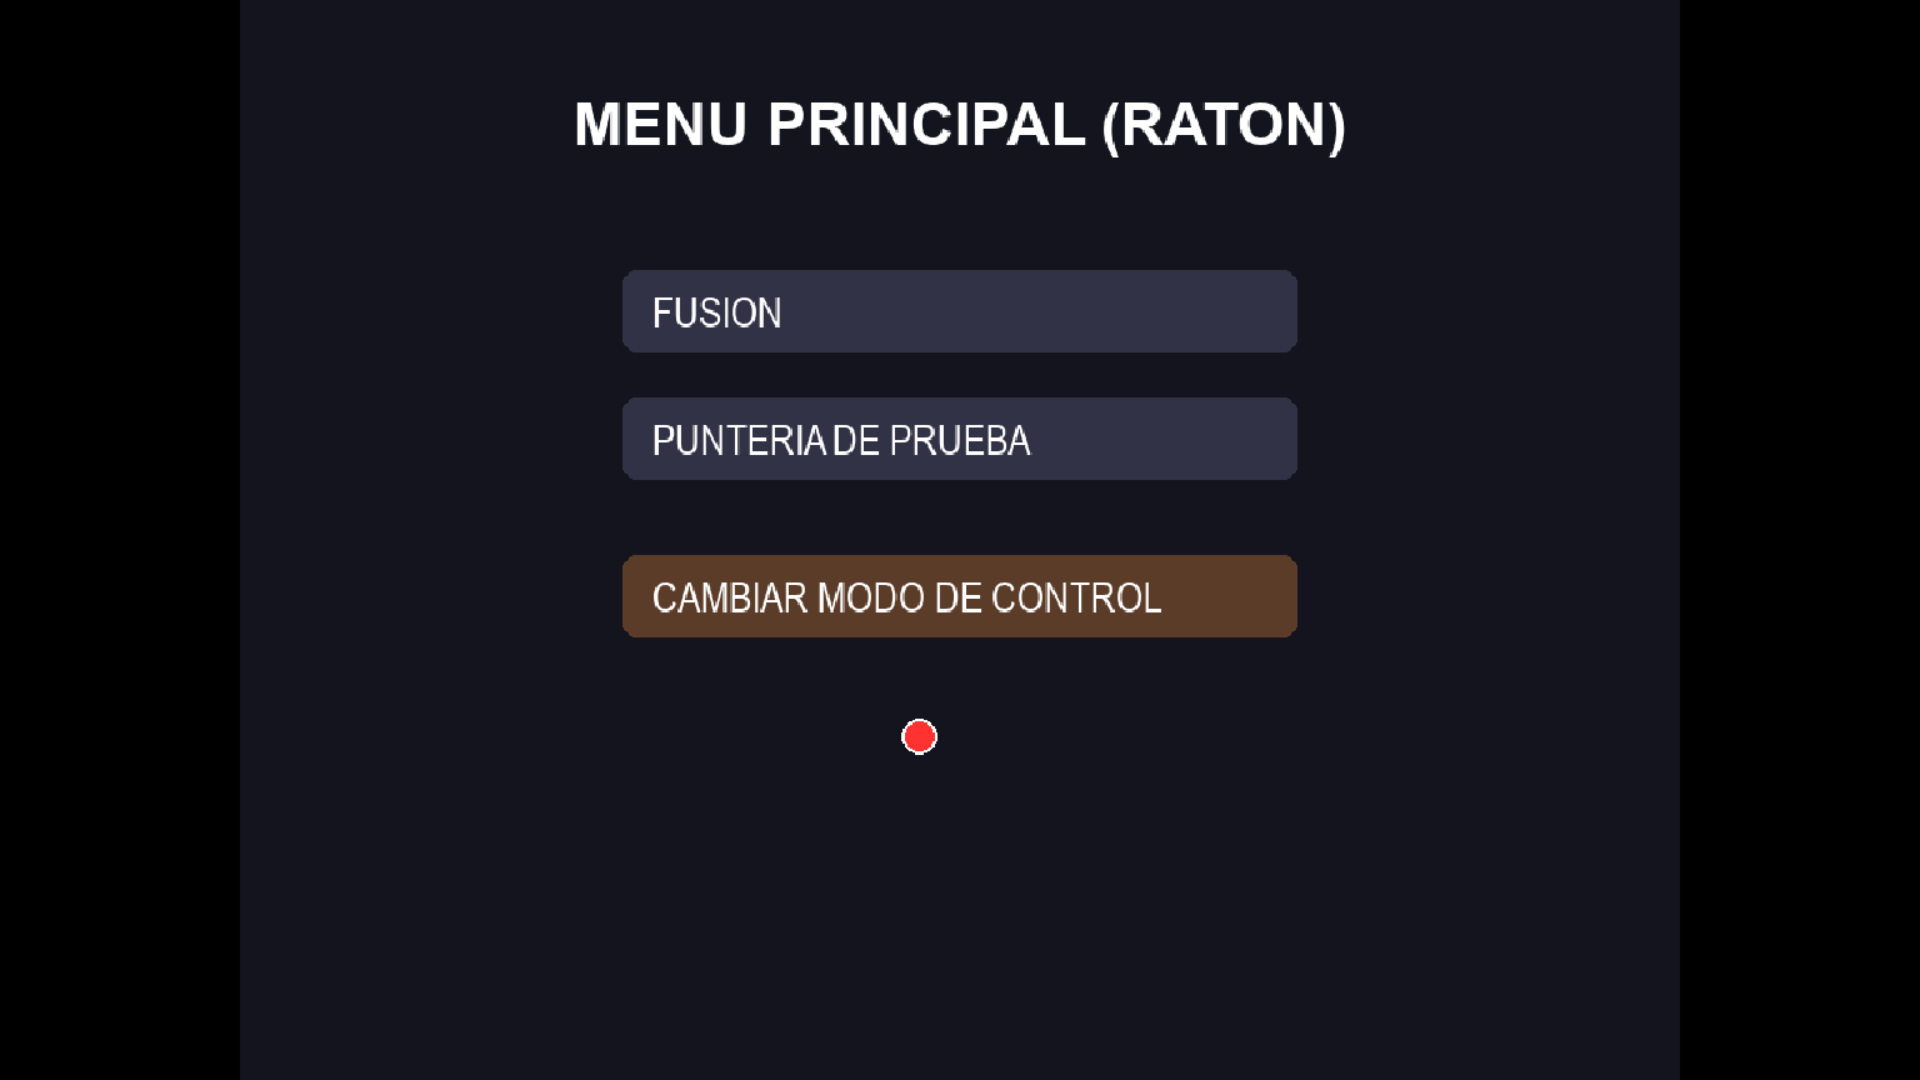 MENU PRINCIPAL (RATON)
FUSION
PUNTERIA DE PRUEBA
CAMBIAR MODO DE CONTROL